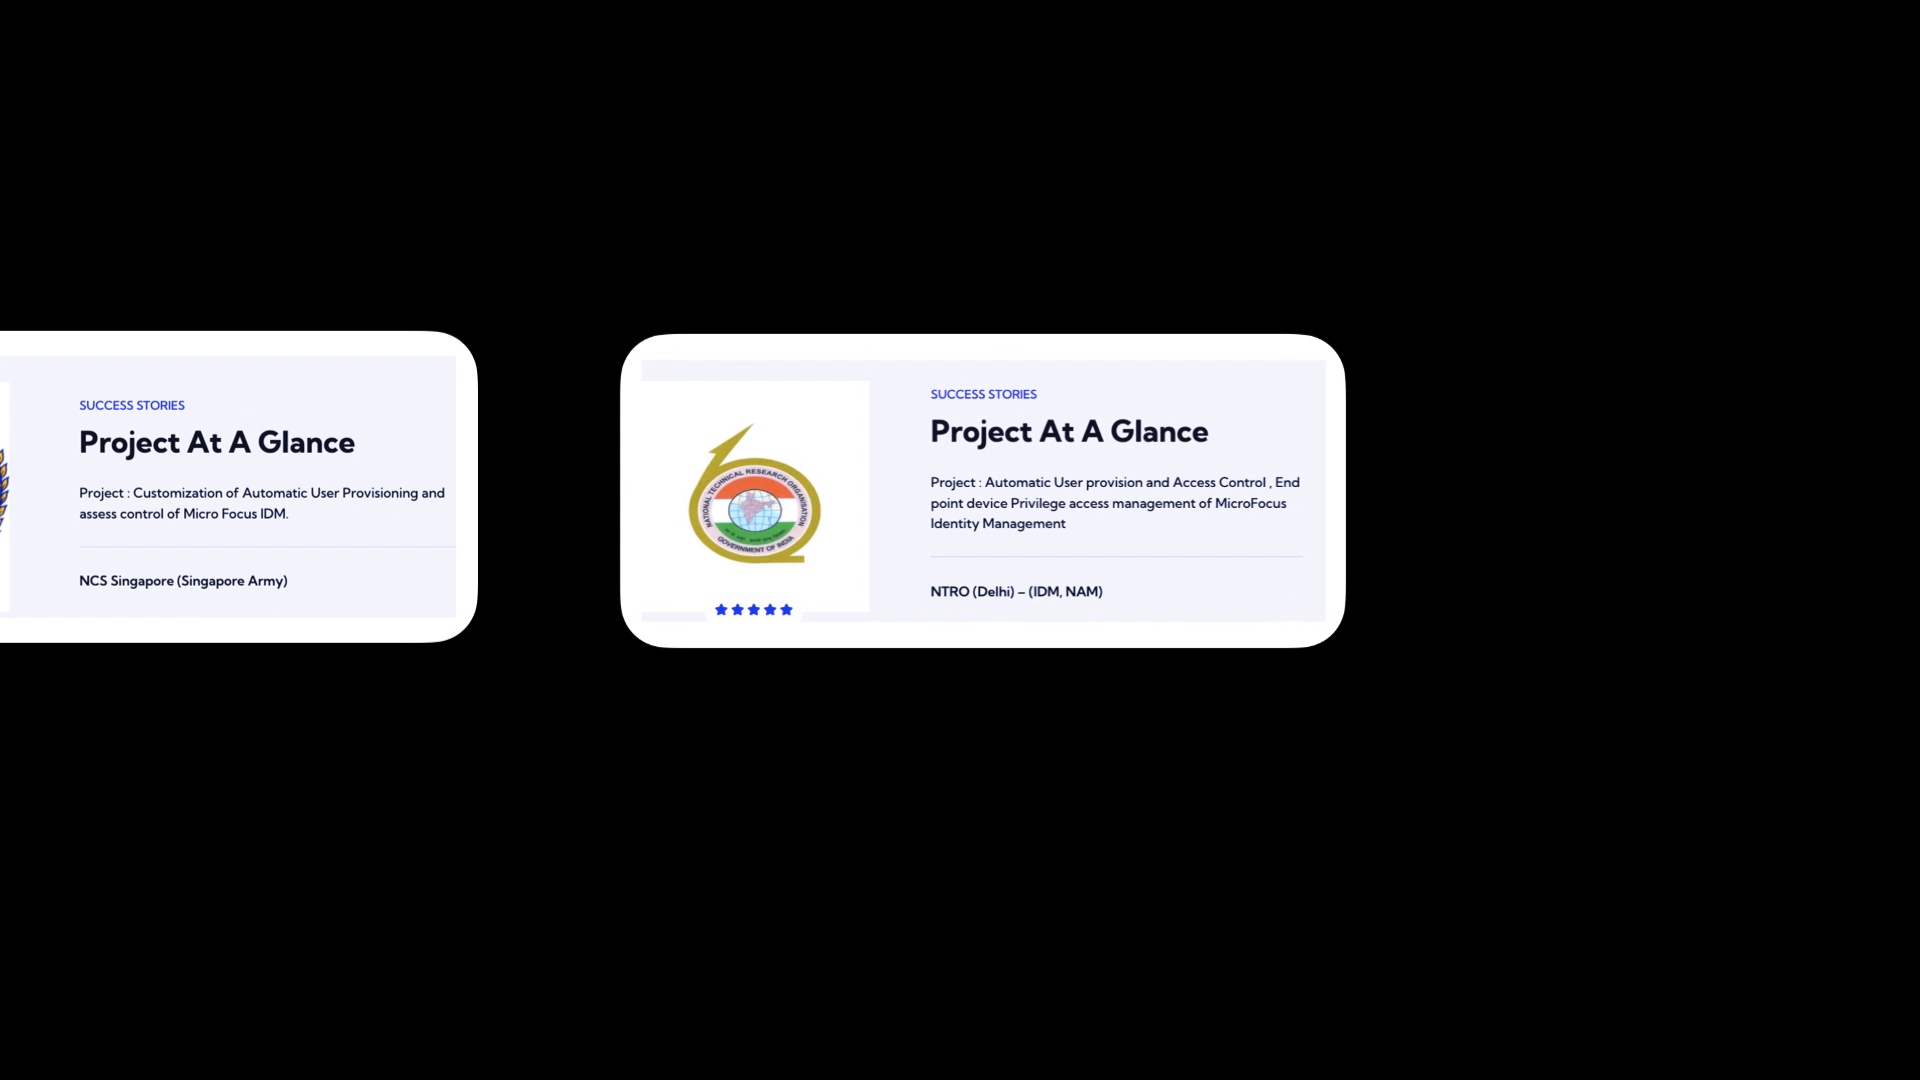 SUCCESS STORIES
Project At A Glance
Project : Customization of Automatic User Provisioning and
assess control of Micro Focus IDM.
NCS Singapore (Singapore Army)
NATIONAL TECHNICAL RESEARCH ORGANISATION
GOVERNMENT OF INDIA
SUCCESS STORIES
Project At A Glance
Project : Automatic User provision and Access Control , End
point device Privilege access management of MicroFocus
Identity Management
NTRO (Delhi) – (IDM, NAM)